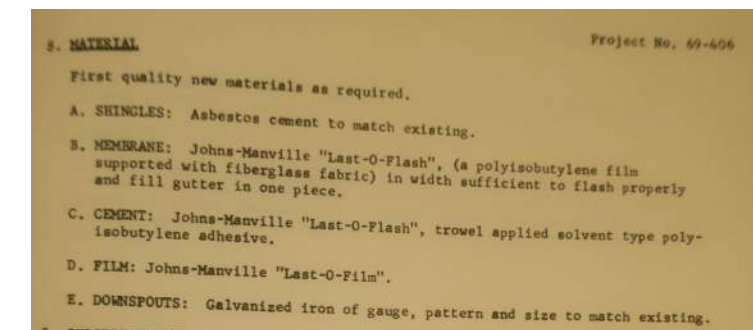 8. MATERIAL
Project No. 69-606
First quality new materials as required.
A. SHINGLES: Asbestos cement to match existing.
B. MEMBRANE: Johns-Manville "Last-O-Flash", (a polyisobutylene film
supported with fiberglass fabric) in width sufficient to flash properly
and fill gutter in one piece.
C. CEMENT: Johns-Manville "Last-O-Flash", trowel applied solvent type poly-
isobutylene adhesive.
D. FILM: Johns-Manville "Last-O-Film".
E. DOWNSPOUTS: Galvanized iron of gauge, pattern and size to match existing.